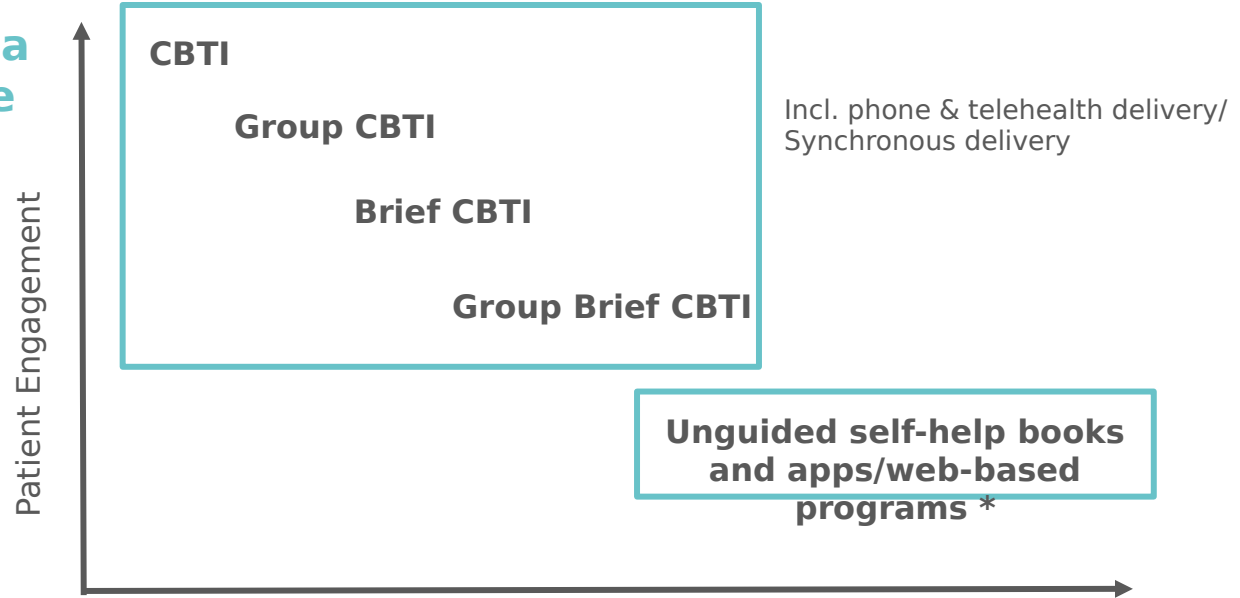 a
e
CBTI
Group CBTI
Incl. phone & telehealth delivery/
Synchronous delivery
Brief CBTI
Group Brief CBTI
Patient Engagement
Unguided self-help books
and apps/web-based
programs *